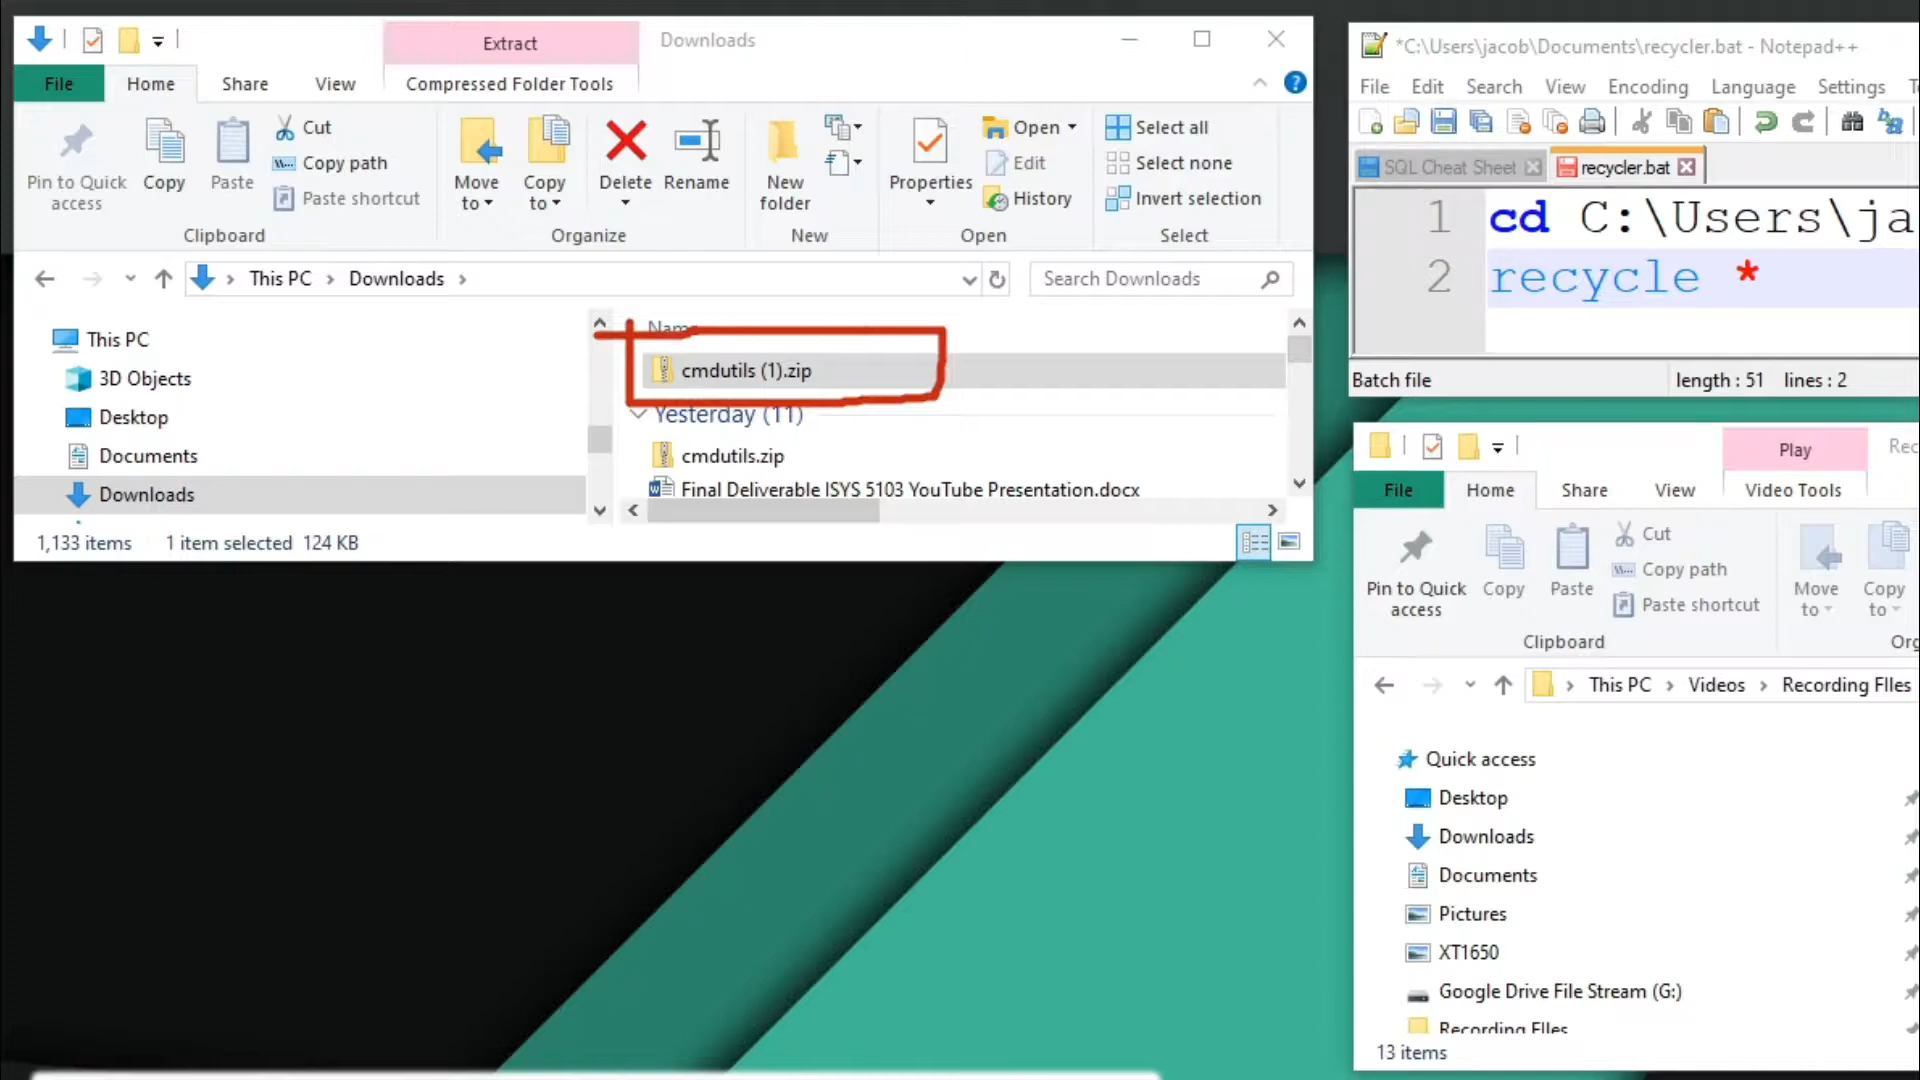 Extract
Downloads
File
Home
Share
View
Compressed Folder Tools
Pin to Quick access
Copy
Paste
Cut
Copy path
Paste shortcut
Clipboard
Move to
Copy to
Delete
Rename
Organize
New folder
New
Properties
Open
Edit
History
Open
Select all
Select none
Invert selection
Select
This PC > Downloads >
Search Downloads
This PC
3D Objects
Desktop
Documents
Downloads
Name
cmdutils (1).zip
Yesterday (11)
cmdutils.zip
Final Deliverable ISYS 5103 YouTube Presentation.docx
1,133 items 1 item selected 124 KB
*C:\Users\jacob\Documents\recycler.bat - Notepad++
File Edit Search View Encoding Language Settings
SQL Cheat Sheet
recycler.bat
1 cd C:\Users\ja
2 recycle *
Batch file
length : 51 lines : 2
Play
Rec
File
Home
Share
View
Video Tools
Pin to Quick access
Copy
Paste
Cut
Copy path
Paste shortcut
Clipboard
Move to
Copy to
Org
This PC > Videos > Recording FIles
Quick access
Desktop
Downloads
Documents
Pictures
XT1650
Google Drive File Stream (G:)
Recording FIles
13 items